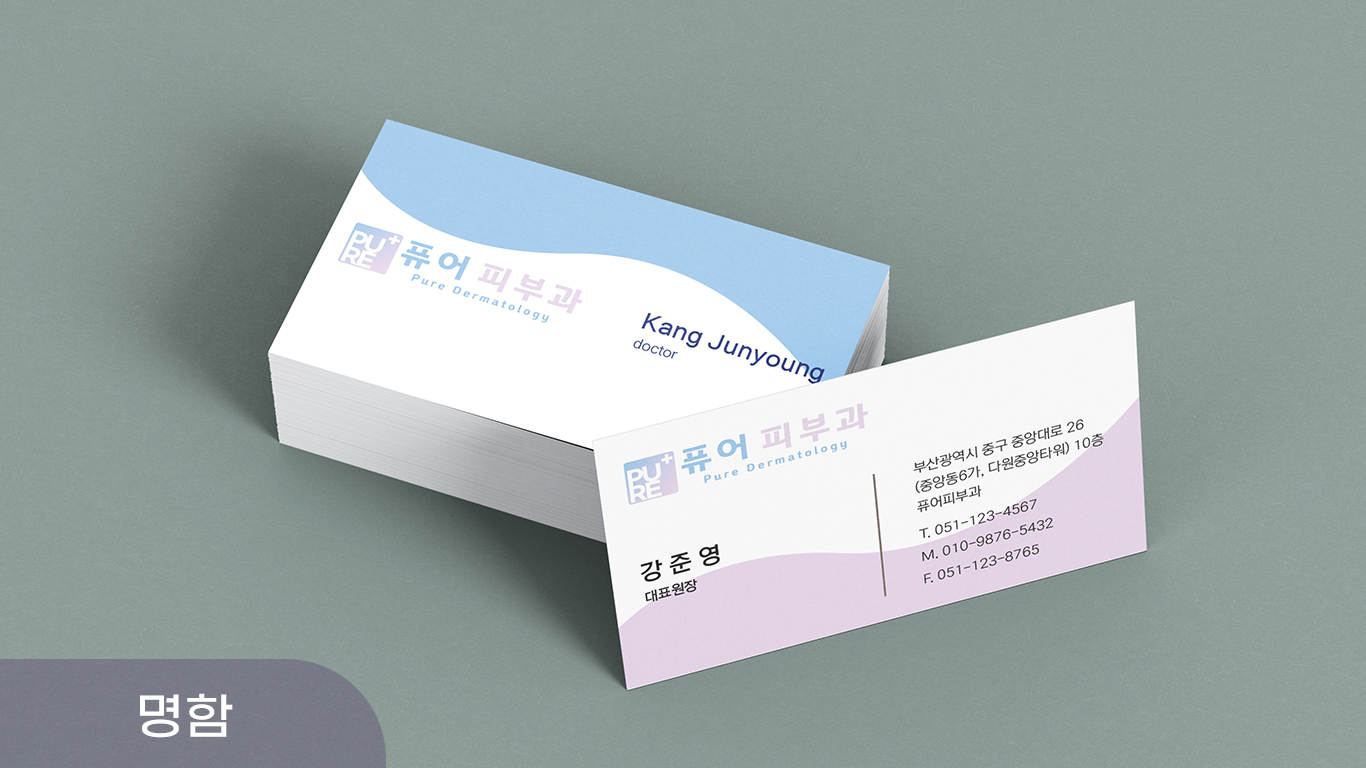 PU+
RE
퓨어 피부과
Pure Dermatology
Kang Junyoung
doctor
PU+
RE
퓨어 피부과
Pure Dermatology
강준영
대표원장
부산광역시 중구 중앙대로 26
(중앙동6가, 다원중앙타워) 10층
퓨어피부과
T. 051-123-4567
M. 010-9876-5432
F. 051-123-8765
명함